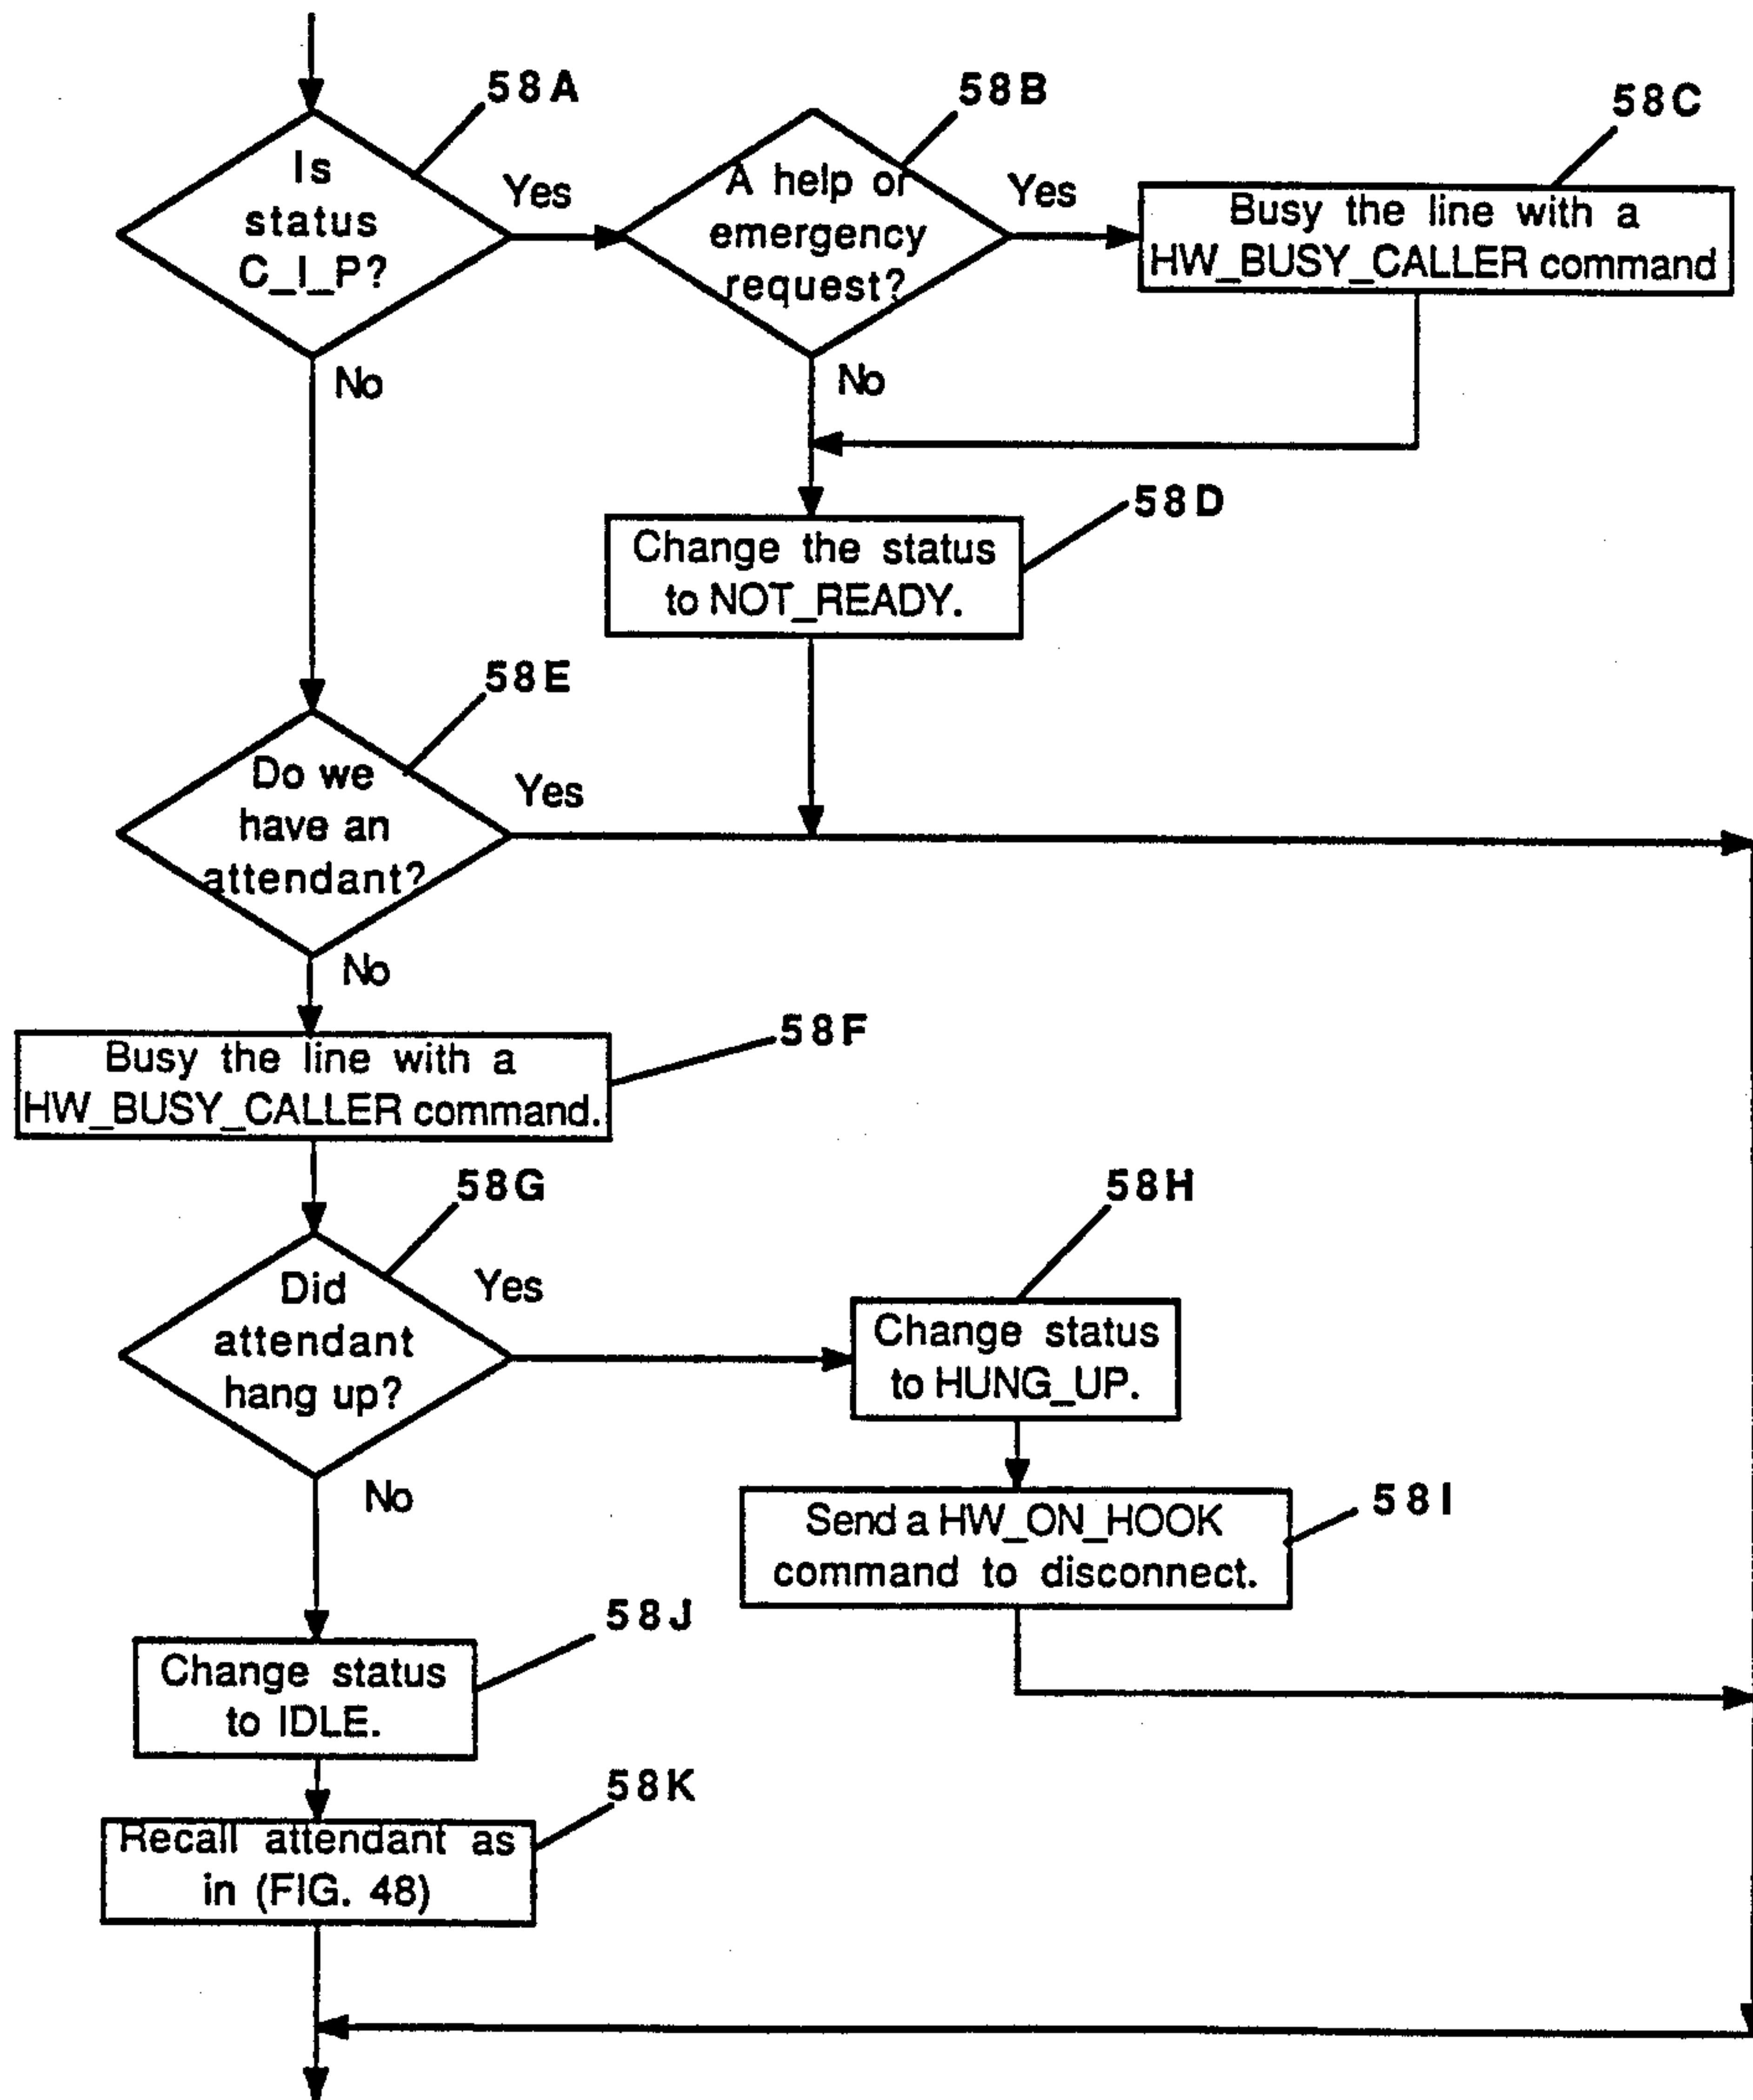 58A
Is
status
C_I_P?
Yes
No
58B
A help or
emergency
request?
Yes
No
58C
Busy the line with a
HW_BUSY_CALLER command
58D
Change the status
to NOT_READY.
58E
Do we
have an
attendant?
Yes
No
58F
Busy the line with a
HW_BUSY_CALLER command.
58G
Did
attendant
hang up?
Yes
No
58H
Change status
to HUNG_UP.
58I
Send a HW_ON_HOOK
command to disconnect.
58J
Change status
to IDLE.
58K
Recall attendant as
in (FIG. 48)